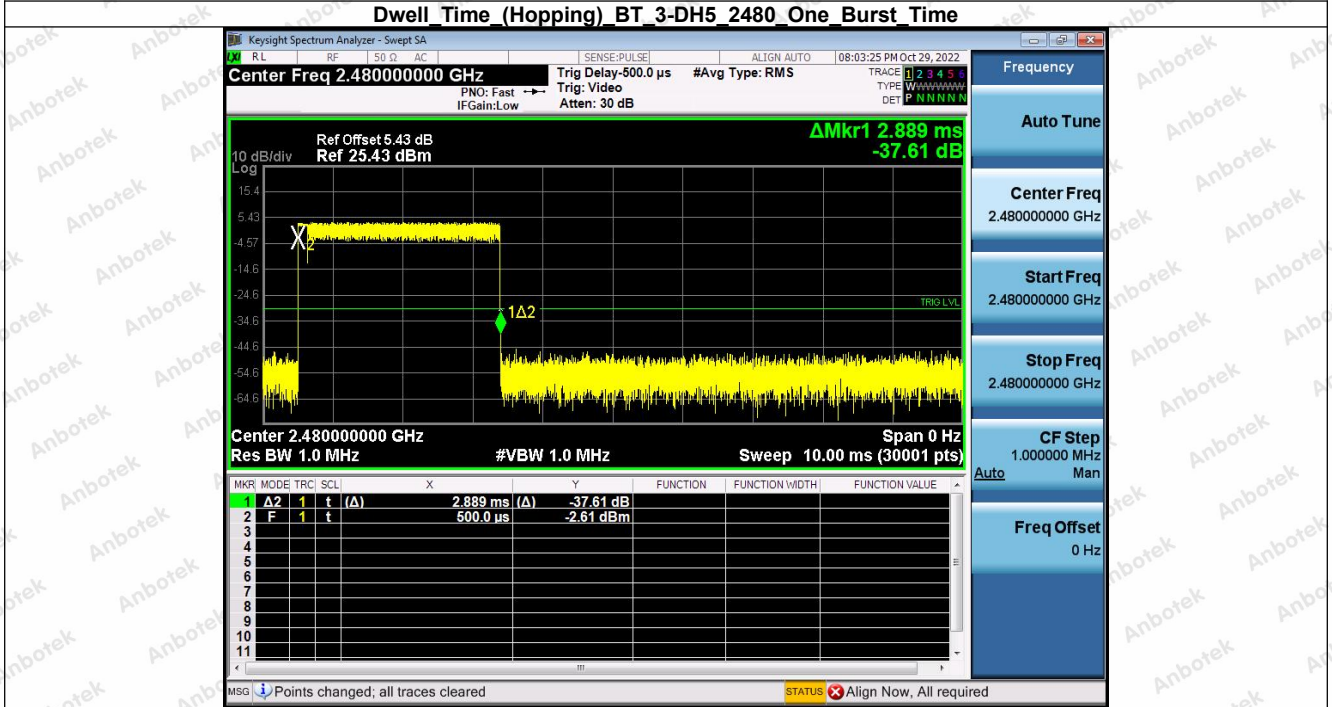 Dwell_Time_(Hopping)_BT_3-DH5_2480_One_Burst_Time
Keysight Spectrum Analyzer - Swept SA
LXI RL RF 50 Ω AC SENSE:PULSE ALIGN AUTO 08:03:25 PM Oct 29, 2022
Center Freq 2.480000000 GHz
PNO: Fast
IFGain:Low
Trig Delay-500.0 µs
Trig: Video
Atten: 30 dB
#Avg Type: RMS
TRACE 1 2 3 4 5 6
TYPE WWWWWW
DET P N N N N N
Frequency
Auto Tune
Center Freq
2.480000000 GHz
Start Freq
2.480000000 GHz
Stop Freq
2.480000000 GHz
CF Step
1.000000 MHz
Auto Man
Freq Offset
0 Hz
ΔMkr1 2.889 ms
-37.61 dB
Ref Offset 5.43 dB
10 dB/div Ref 25.43 dBm
Log
15.4
5.43
-4.57
-14.6
-24.6
-34.6
-44.6
-54.6
-64.6
X2
1Δ2
TRIG LVL
Center 2.480000000 GHz Span 0 Hz
Res BW 1.0 MHz #VBW 1.0 MHz Sweep 10.00 ms (30001 pts)
MKR MODE TRC SCL X Y FUNCTION FUNCTION WIDTH FUNCTION VALUE
1 Δ2 1 t (Δ) 2.889 ms (Δ) -37.61 dB
2 F 1 t 500.0 µs -2.61 dBm
3
4
5
6
7
8
9
10
11
MSG Points changed; all traces cleared STATUS Align Now, All required
Anbotek